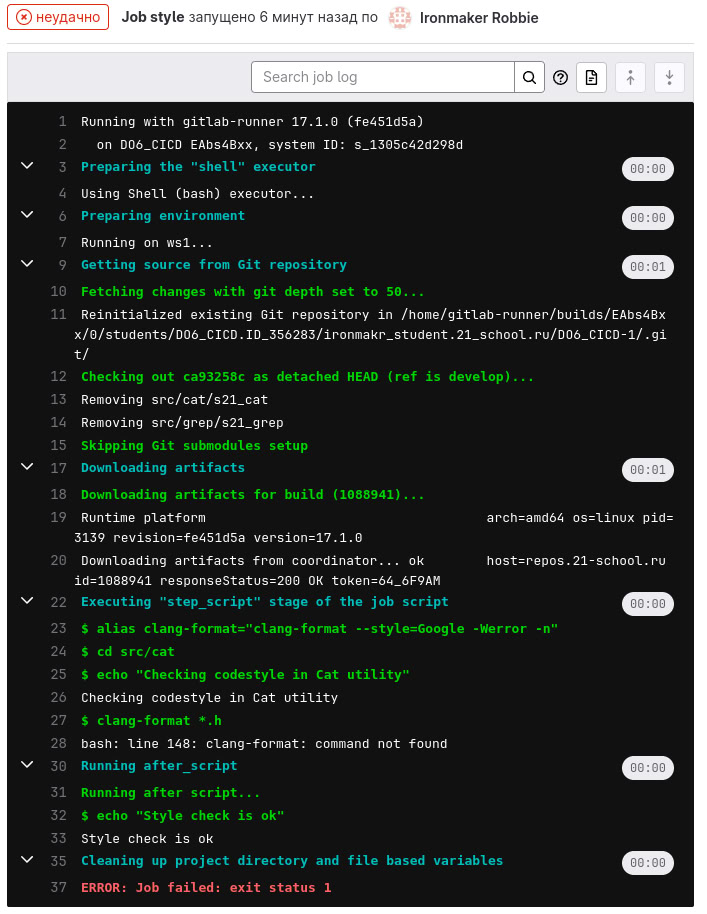 неудачно Job style запущено 6 минут назад по Ironmaker Robbie
Search job log
1 Running with gitlab-runner 17.1.0 (fe451d5a)
2 on DO6_CICD EAbs4Bxx, system ID: s_1305c42d298d
3 Preparing the "shell" executor 00:00
4 Using Shell (bash) executor...
6 Preparing environment 00:00
7 Running on ws1...
9 Getting source from Git repository 00:01
10 Fetching changes with git depth set to 50...
11 Reinitialized existing Git repository in /home/gitlab-runner/builds/EAbs4Bx
x/0/students/DO6_CICD.ID_356283/ironmakr_student.21_school.ru/DO6_CICD-1/.gi
t/
12 Checking out ca93258c as detached HEAD (ref is develop)...
13 Removing src/cat/s21_cat
14 Removing src/grep/s21_grep
15 Skipping Git submodules setup
17 Downloading artifacts 00:01
18 Downloading artifacts for build (1088941)...
19 Runtime platform arch=amd64 os=linux pid=
3139 revision=fe451d5a version=17.1.0
20 Downloading artifacts from coordinator... ok host=repos.21-school.ru
id=1088941 responseStatus=200 OK token=64_6F9AM
22 Executing "step_script" stage of the job script 00:00
23 $ alias clang-format="clang-format --style=Google -Werror -n"
24 $ cd src/cat
25 $ echo "Checking codestyle in Cat utility"
26 Checking codestyle in Cat utility
27 $ clang-format *.h
28 bash: line 148: clang-format: command not found
30 Running after_script 00:00
31 Running after script...
32 $ echo "Style check is ok"
33 Style check is ok
35 Cleaning up project directory and file based variables 00:00
37 ERROR: Job failed: exit status 1